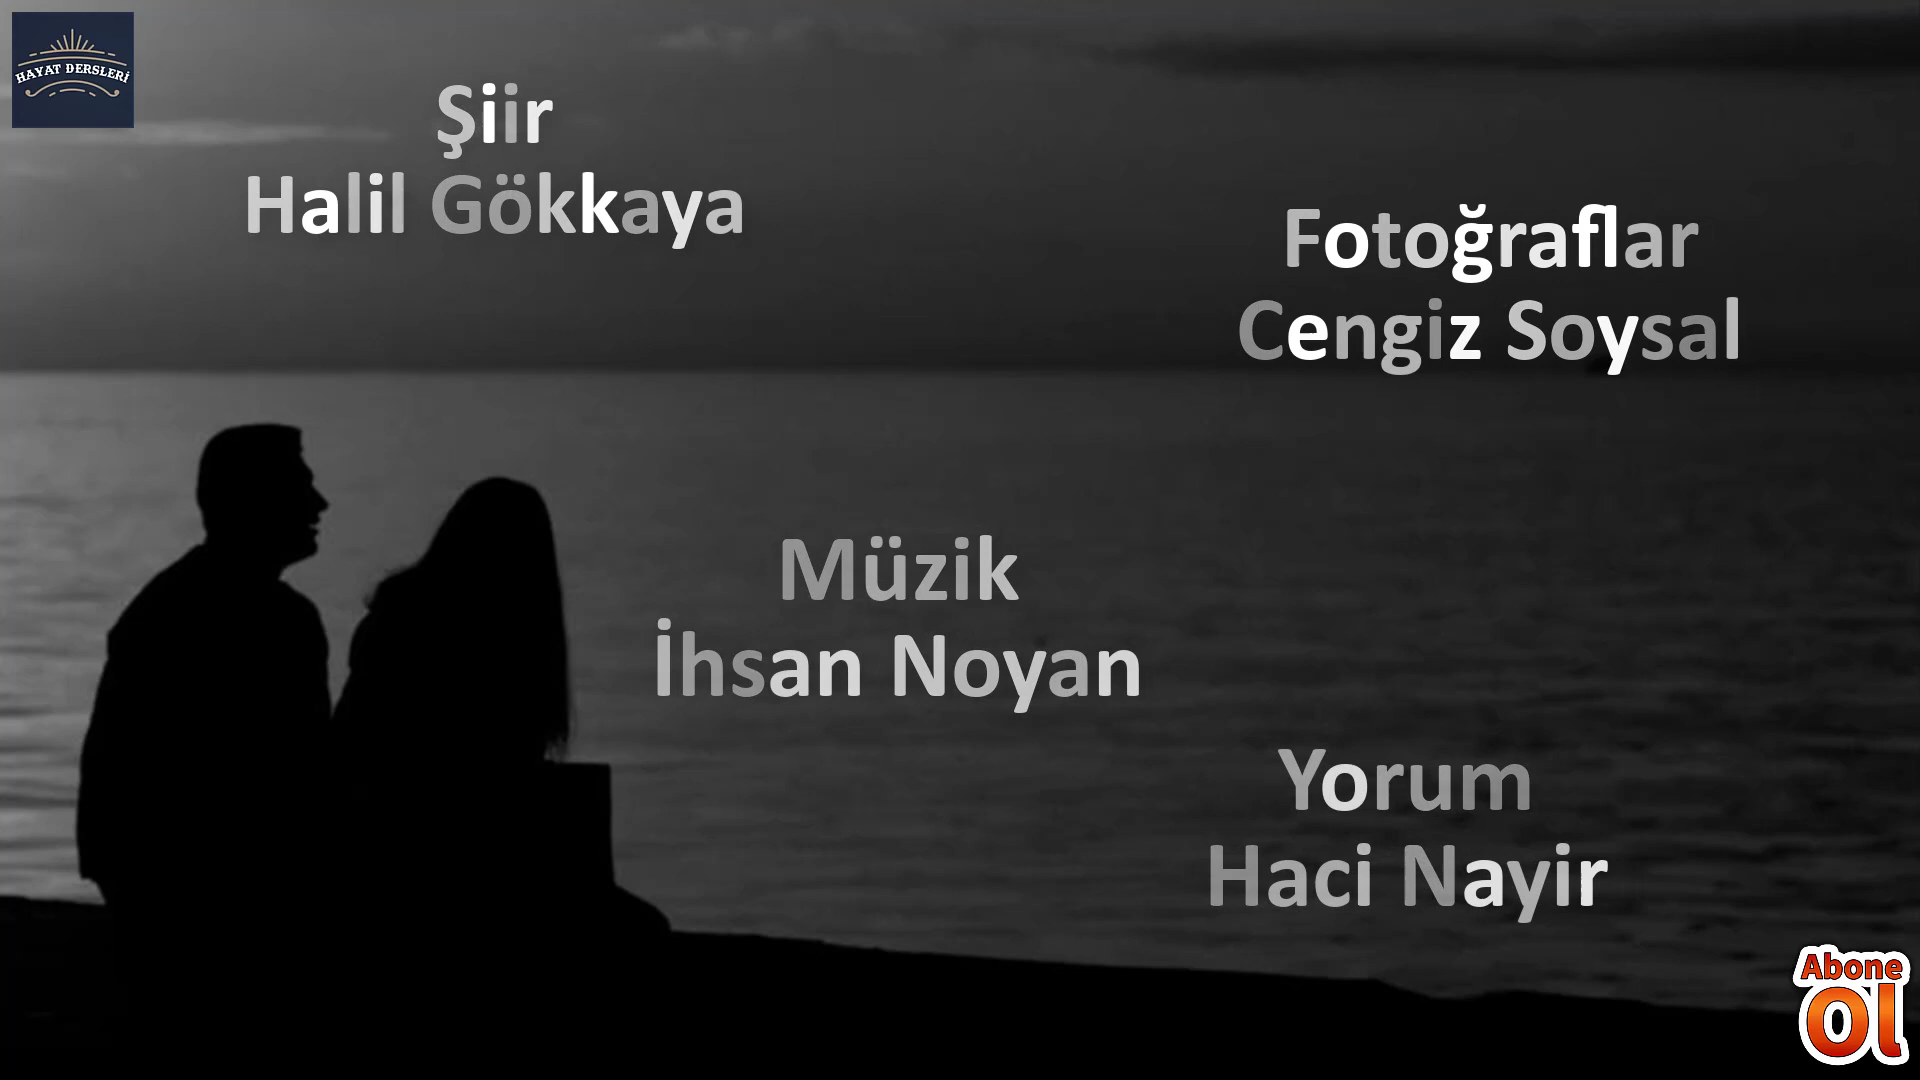 HAYAT DERSLERİ
Şiir
Halil Gökkaya
Fotoğraflar
Cengiz Soysal
Müzik
İhsan Noyan
Yorum
Haci Nayir
Abone
Ol